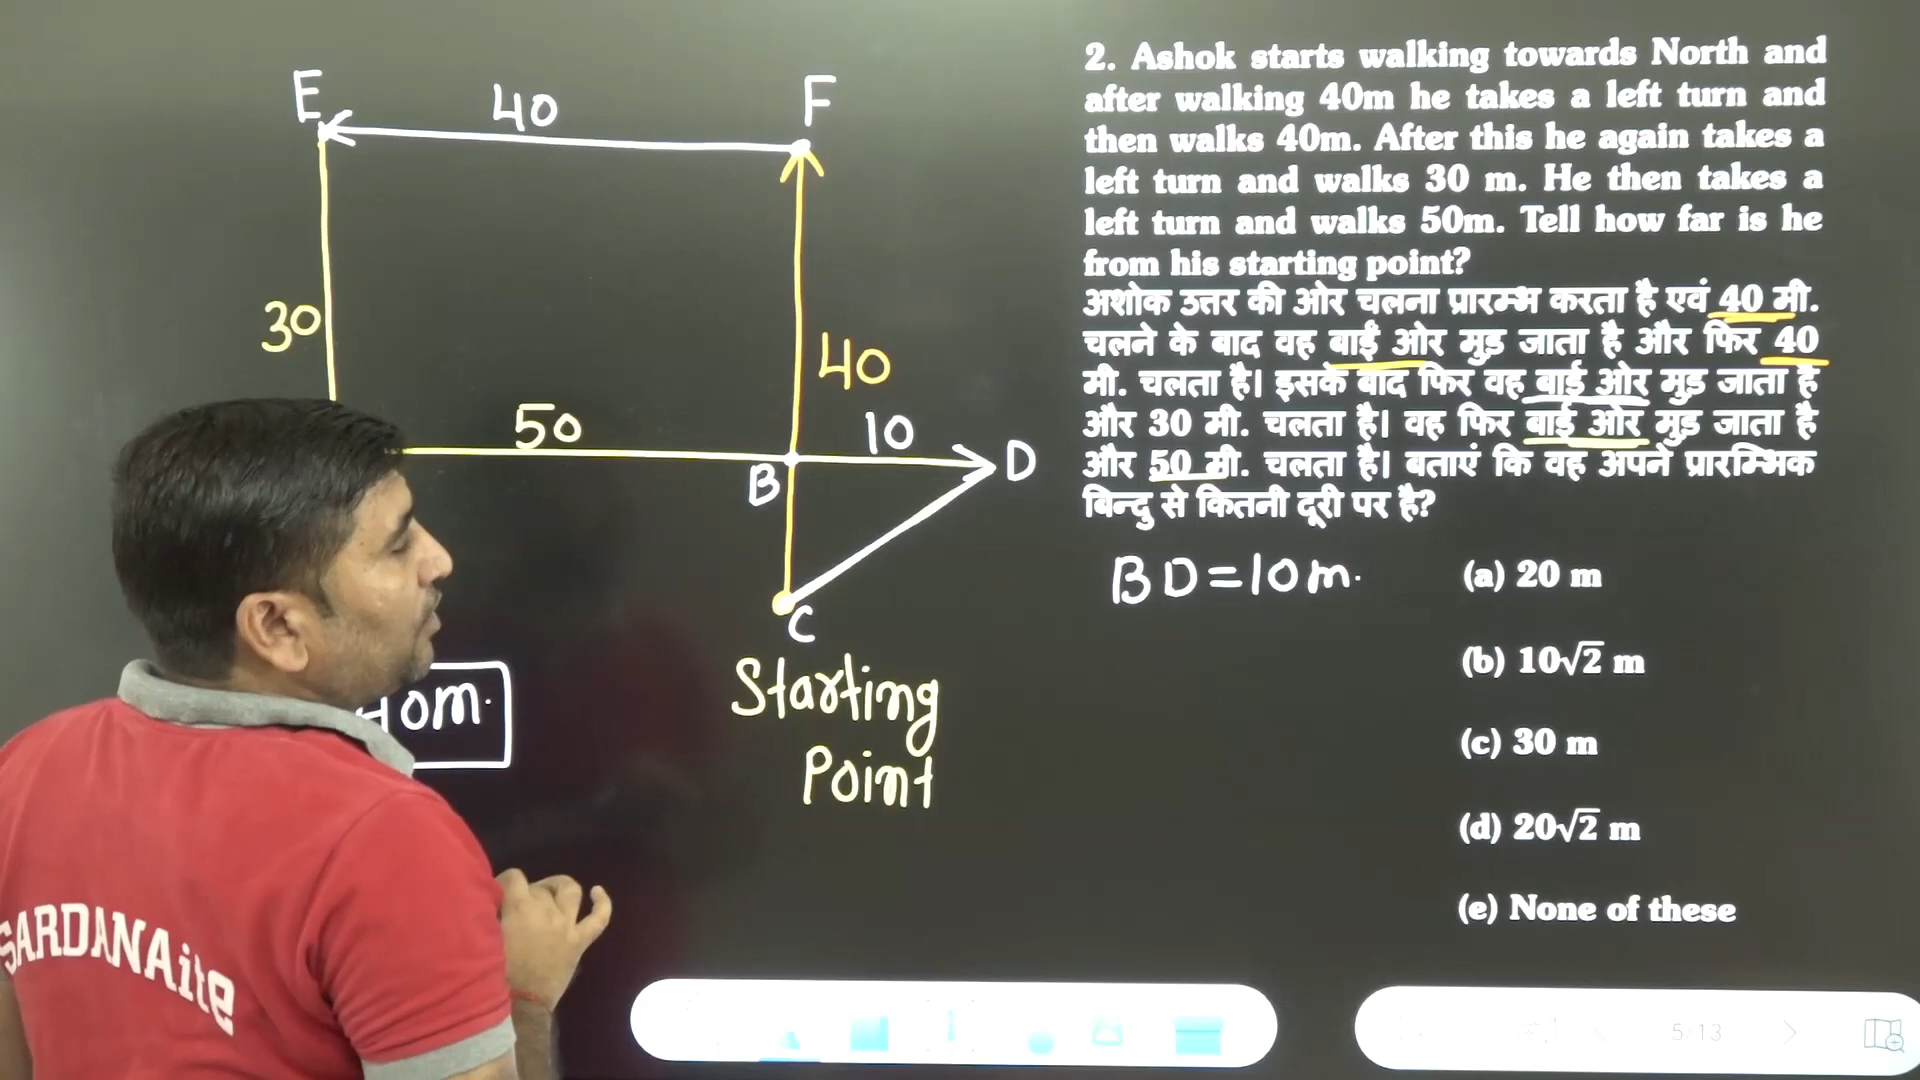 E
40
F
30
40
50
10
B
D
C
Starting
Point
40m.
SARDANAite
2. Ashok starts walking towards North and
after walking 40m he takes a left turn and
then walks 40m. After this he again takes a
left turn and walks 30 m. He then takes a
left turn and walks 50m. Tell how far is he
from his starting point?
अशोक उत्तर की ओर चलना प्रारम्भ करता है एवं 40 मी.
चलने के बाद वह बाईं ओर मुड़ जाता है और फिर 40
मी. चलता है। इसके बाद फिर वह बाई ओर मुड़ जाता है
और 30 मी. चलता है। वह फिर बाई ओर मुड़ जाता है
और 50 मी. चलता है। बताएं कि वह अपने प्रारम्भिक
बिन्दु से कितनी दूरी पर है?
BD=10m.
(a) 20 m
(b) 10√2 m
(c) 30 m
(d) 20√2 m
(e) None of these
5/13